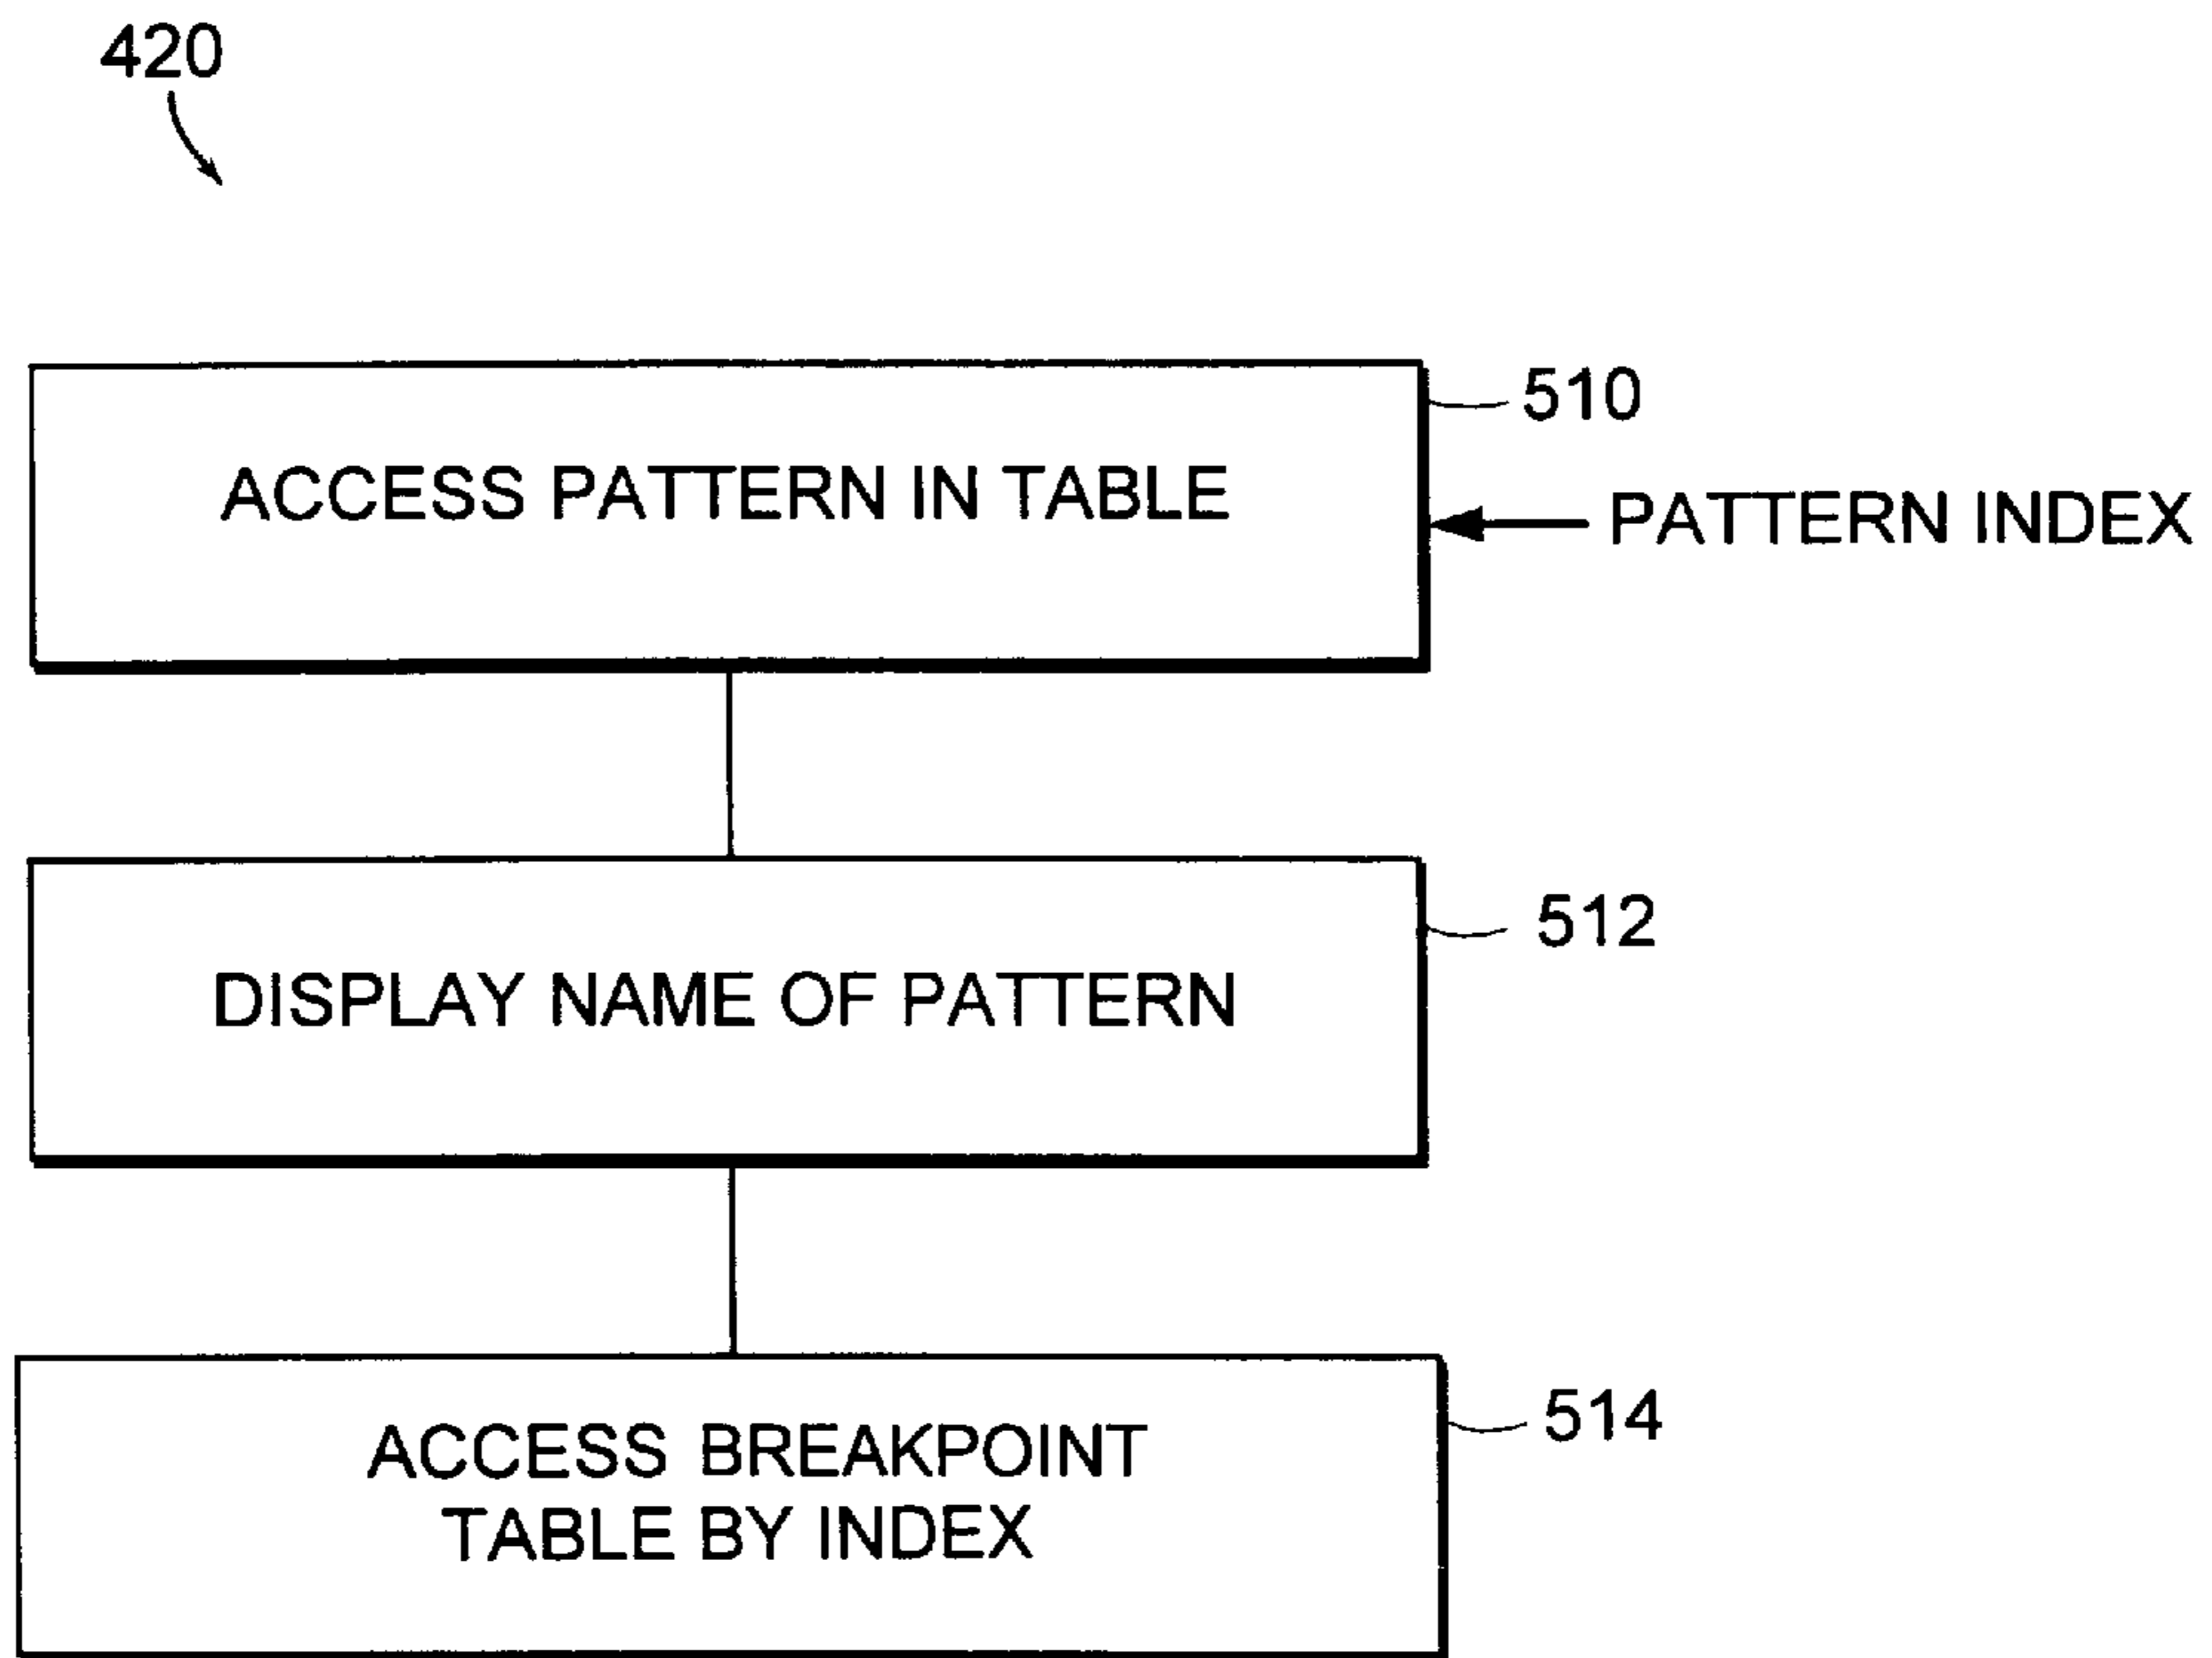 420
510
ACCESS PATTERN IN TABLE
PATTERN INDEX
512
DISPLAY NAME OF PATTERN
514
ACCESS BREAKPOINT
TABLE BY INDEX